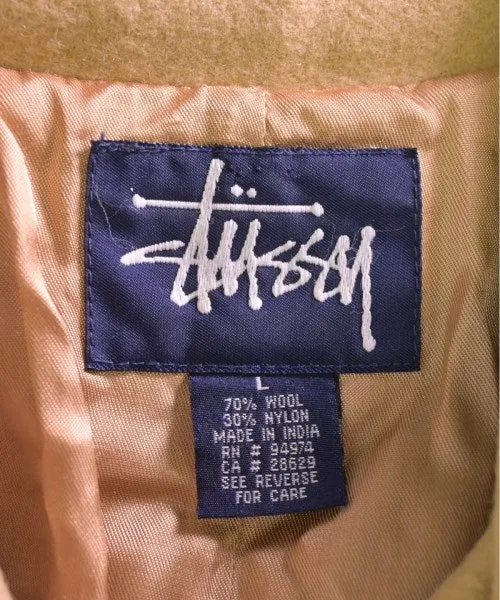 Stüssy
L
70% WOOL
30% NYLON
MADE IN INDIA
RN # 94974
CA # 28629
SEE REVERSE
FOR CARE